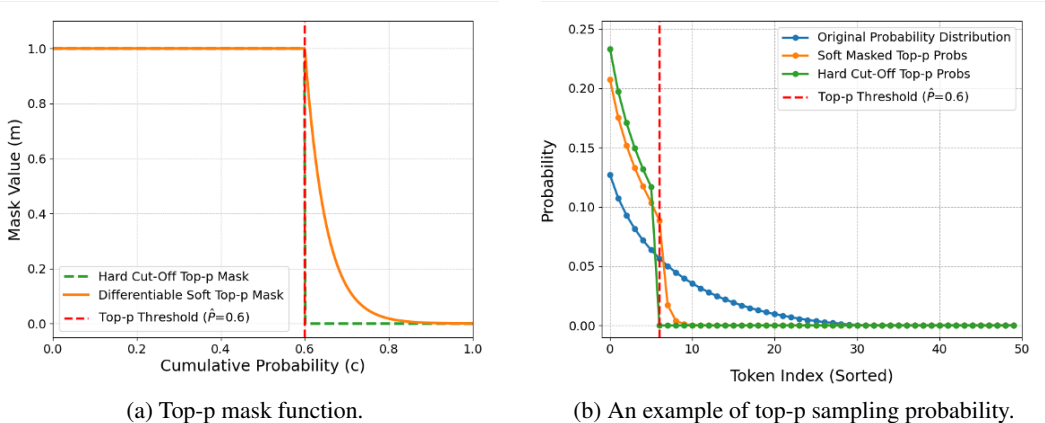 1.0
0.8
0.6
0.4
0.2
0.0
Mask Value (m)
Hard Cut-Off Top-p Mask
Differentiable Soft Top-p Mask
Top-p Threshold (P̂=0.6)
0.0 0.2 0.4 0.6 0.8 1.0
Cumulative Probability (c)
(a) Top-p mask function.
0.25
0.20
0.15
0.10
0.05
0.00
Probability
Original Probability Distribution
Soft Masked Top-p Probs
Hard Cut-Off Top-p Probs
Top-p Threshold (P̂=0.6)
0 10 20 30 40 50
Token Index (Sorted)
(b) An example of top-p sampling probability.